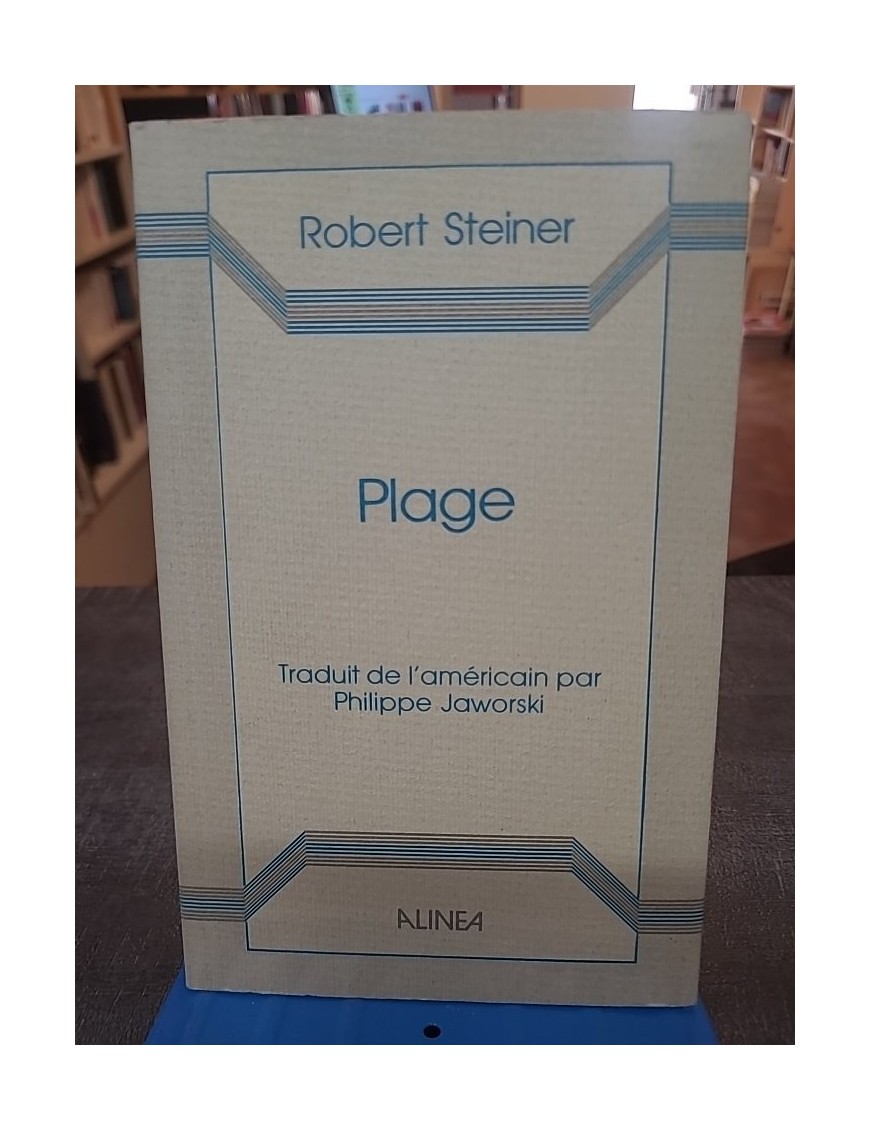 Robert Steiner
Plage
Traduit de l'américain par
Philippe Jaworski
ALINEA